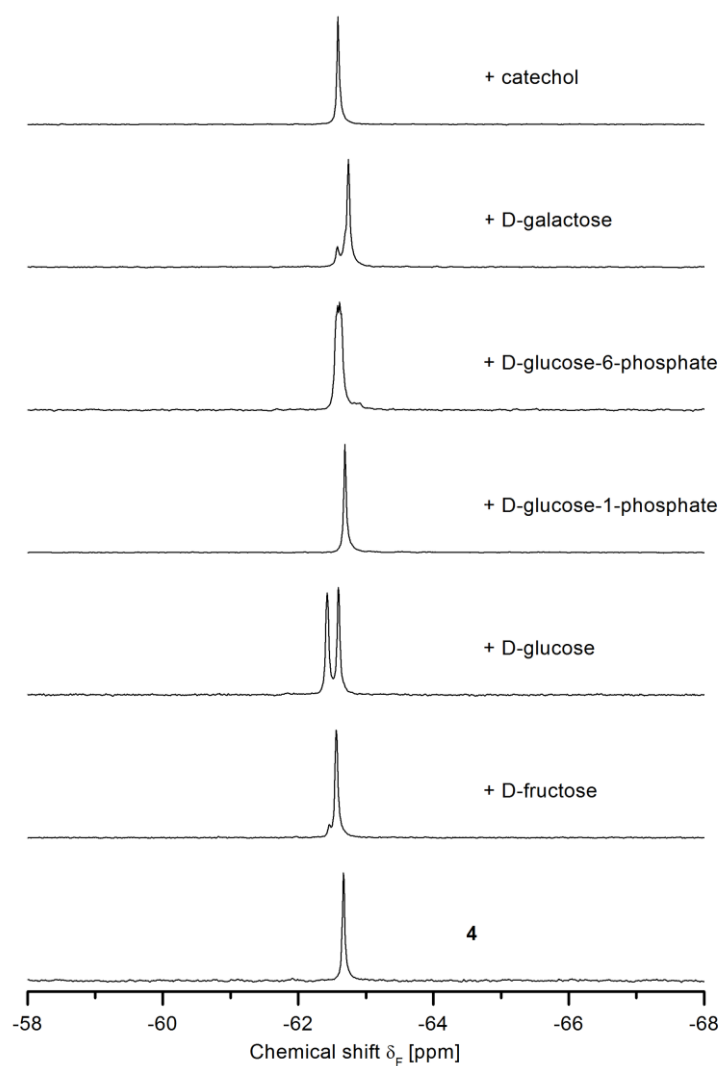 + catechol
+ D-galactose
+ D-glucose-6-phosphate
+ D-glucose-1-phosphate
+ D-glucose
+ D-fructose
4
-58 -60 -62 -64 -66 -68
Chemical shift δF [ppm]